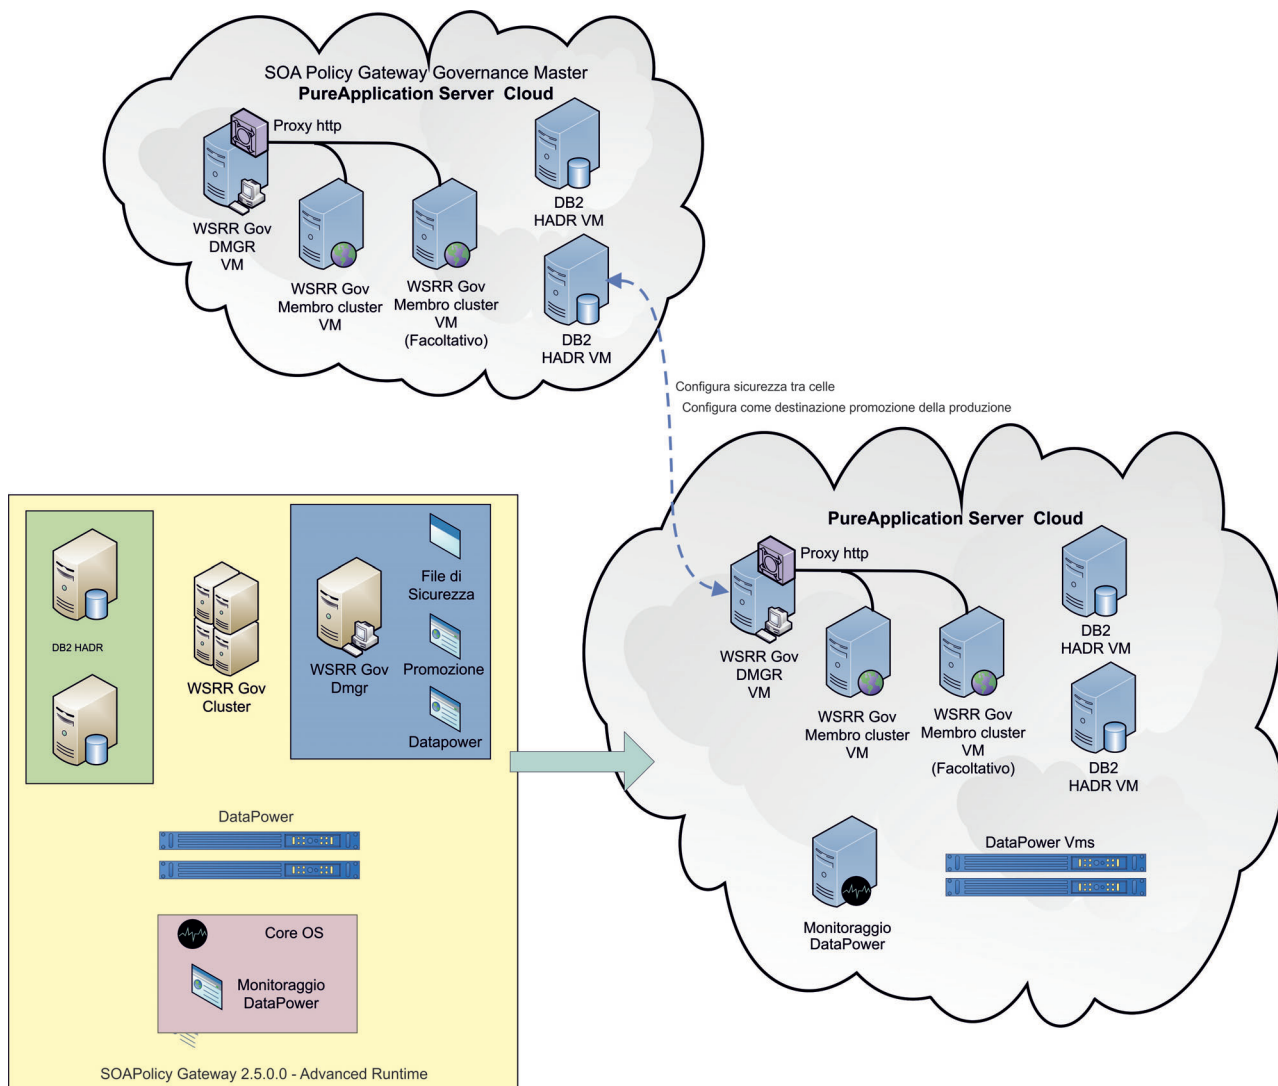 SOA Policy Gateway Governance Master
PureApplication Server Cloud
Proxy http
WSRR Gov
DMGR
VM
WSRR Gov
Membro cluster
VM
WSRR Gov
Membro cluster
VM
(Facoltativo)
DB2
HADR VM
DB2
HADR VM
Configura sicurezza tra celle
Configura come destinazione promozione della produzione
DB2 HADR
WSRR Gov
Cluster
WSRR Gov
Dmgr
File di
Sicurezza
Promozione
Datapower
DataPower
Core OS
Monitoraggio
DataPower
SOAPolicy Gateway 2.5.0.0 - Advanced Runtime
PureApplication Server Cloud
Proxy http
WSRR Gov
DMGR
VM
WSRR Gov
Membro cluster
VM
WSRR Gov
Membro cluster
VM
(Facoltativo)
DB2
HADR VM
DB2
HADR VM
Monitoraggio
DataPower
DataPower Vms